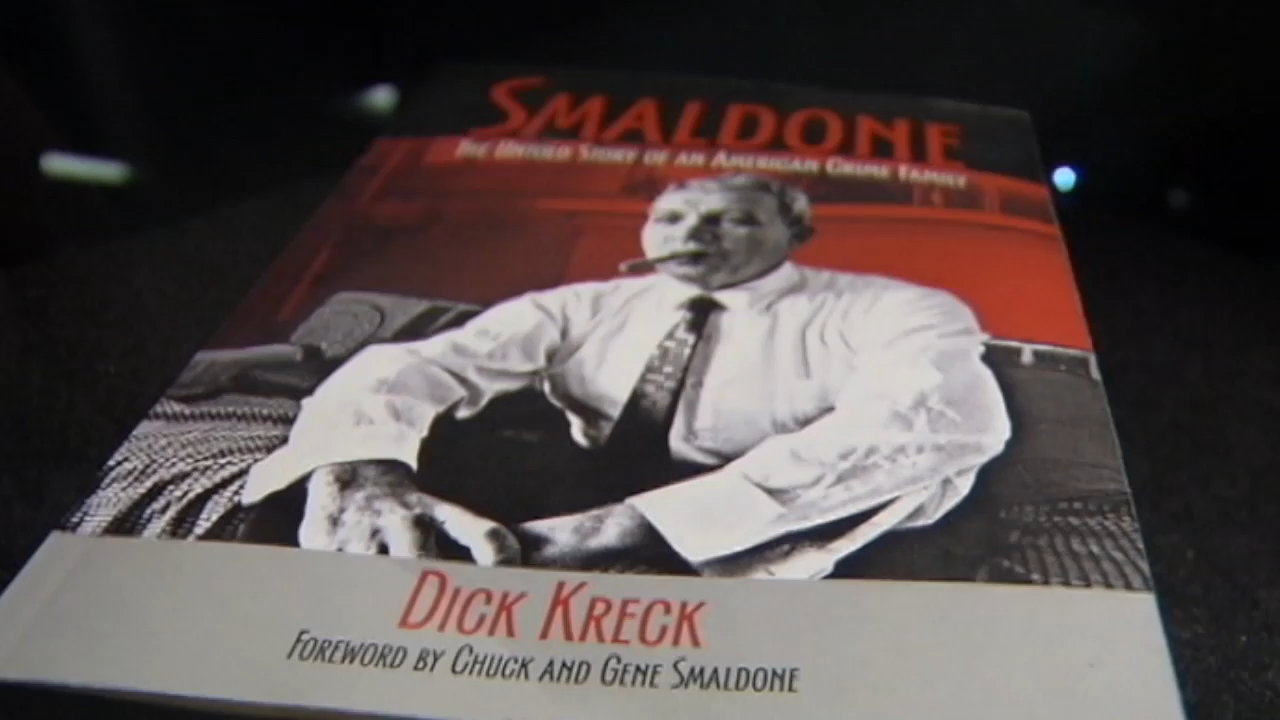 SMALDONE
THE UNTOLD STORY OF AN AMERICAN CRIME FAMILY
DICK KRECK
FOREWORD BY CHUCK AND GENE SMALDONE